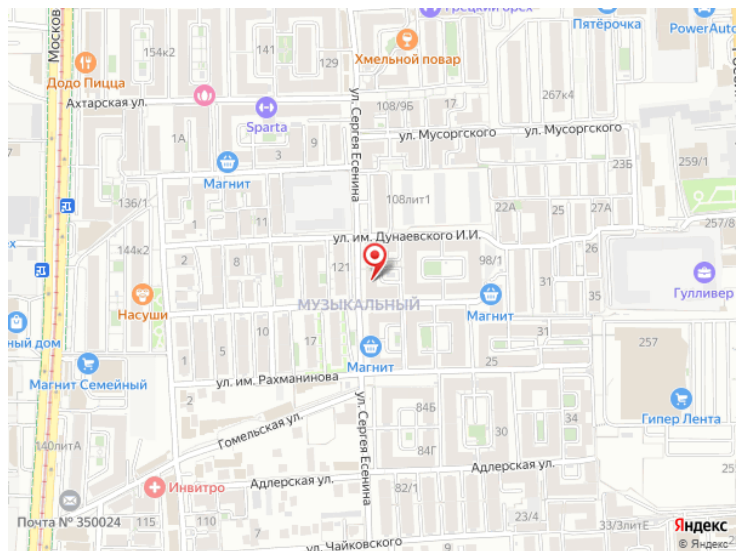 Грецкий орех
Пятёрочка
PowerAuto
154к2
141
129
Хмельной повар
Додо Пицца
Москов
Ахтарская ул.
Sparta
108/9Б
17
267к4
ул. Мусоргского
ул. Мусоргского
1А
3
9
Магнит
ул. Сергея Есенина
23Б
259/1
136/1
1
11
108лит1
22А
25
27А
257/8
ул. им. Дунаевского И.И.
144к2
2
8
121
98/1
26
31
35
Гулливер
МУЗЫКАЛЬНЫЙ
Насуши
Магнит
ный дом
1
5
10
17
31
257
Магнит
25
Магнит Семейный
ул. им. Рахманинова
84Б
34
Гипер Лента
Гомельская ул.
ул. Сергея Есенина
30
140литА
84Г
Адлерская ул.
Инвитро
Адлерская ул.
82/1
Почта № 350024
115
110
7
23/4
33/3литЕ
ул. Чайковского
Яндекс
© Яндекс